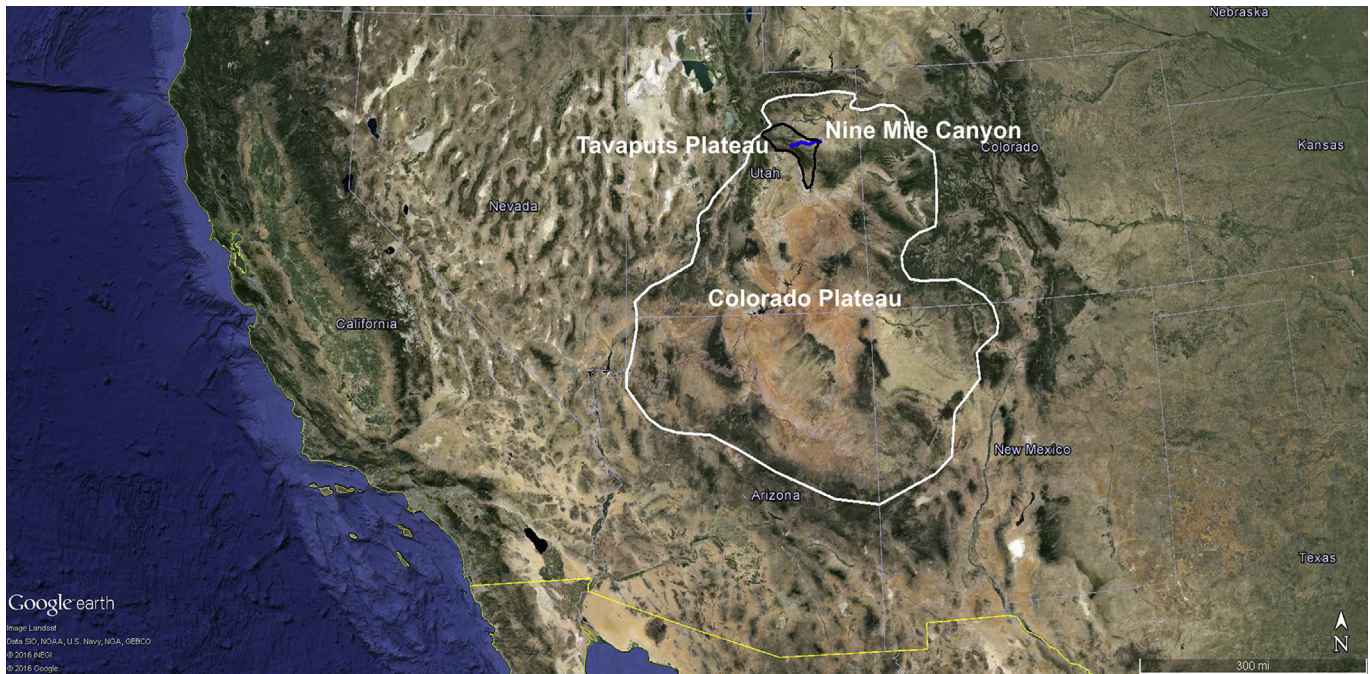 Nebraska
Nine Mile Canyon
Tavaputs Plateau
Colorado
Kansas
Utah
Nevada
Colorado Plateau
California
New Mexico
Arizona
Texas
Google earth
Image Landsat
Data SIO, NOAA, U.S. Navy, NGA, GEBCO
© 2016 INEGI
© 2016 Google
N
300 mi